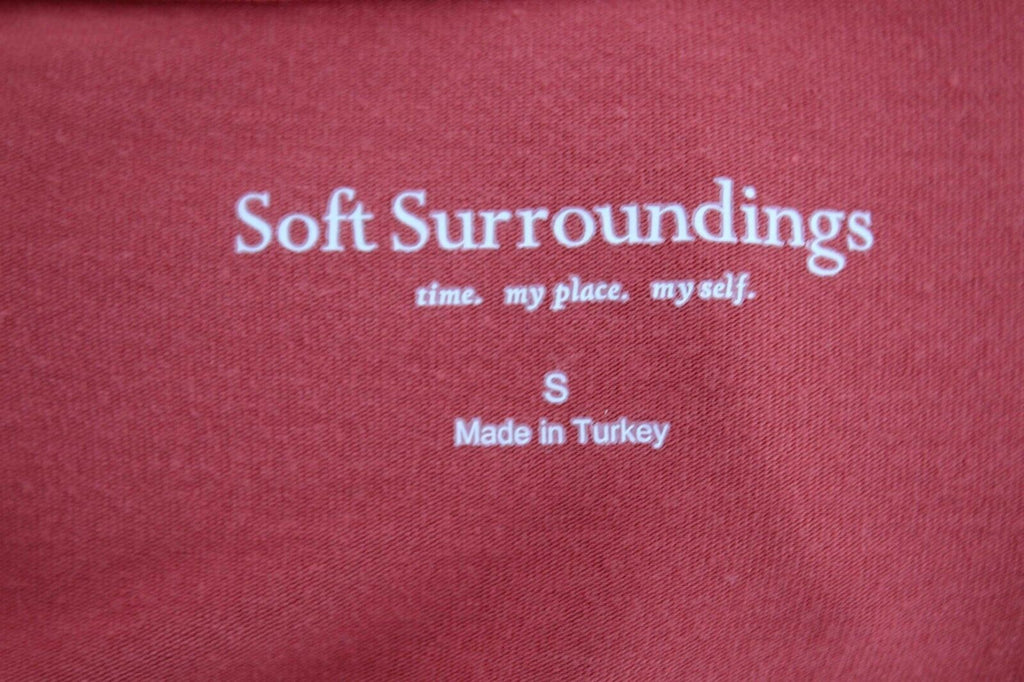 Soft Surroundings
time. my place. my self.
S
Made in Turkey